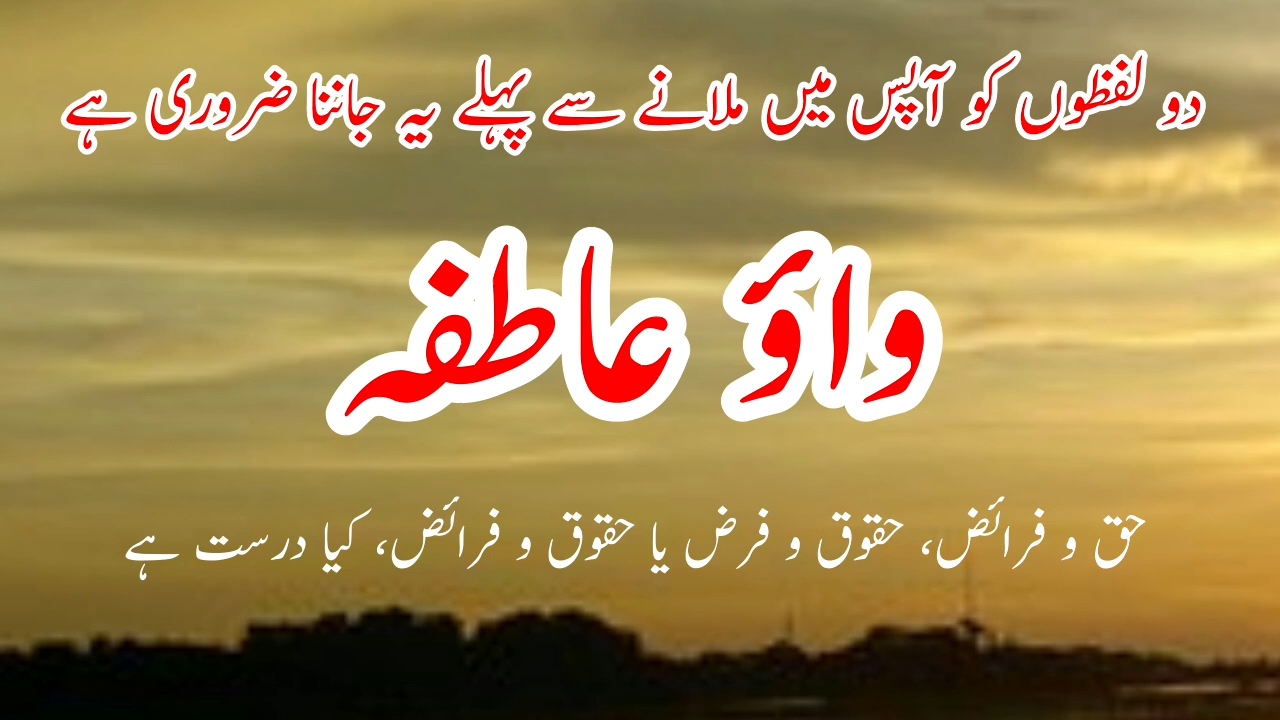 دو لفظوں کو آپس میں ملانے سے پہلے یہ جاننا ضروری ہے
واؤ عاطفہ
حق و فرائض، حقوق و فرض یا حقوق و فرائض، کیا درست ہے